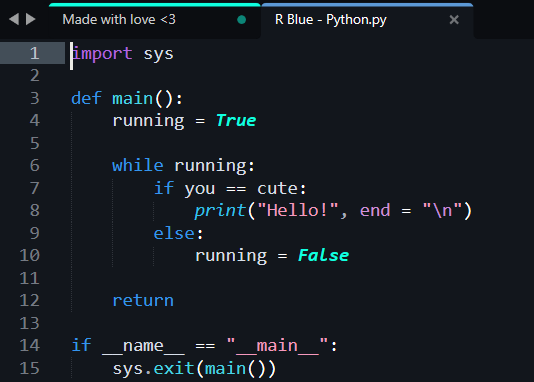 Made with love <3
R Blue - Python.py
1 import sys
2
3 def main():
4     running = True
5
6     while running:
7         if you == cute:
8             print("Hello!", end = "\n")
9         else:
10             running = False
11
12     return
13
14 if __name__ == "__main__":
15     sys.exit(main())